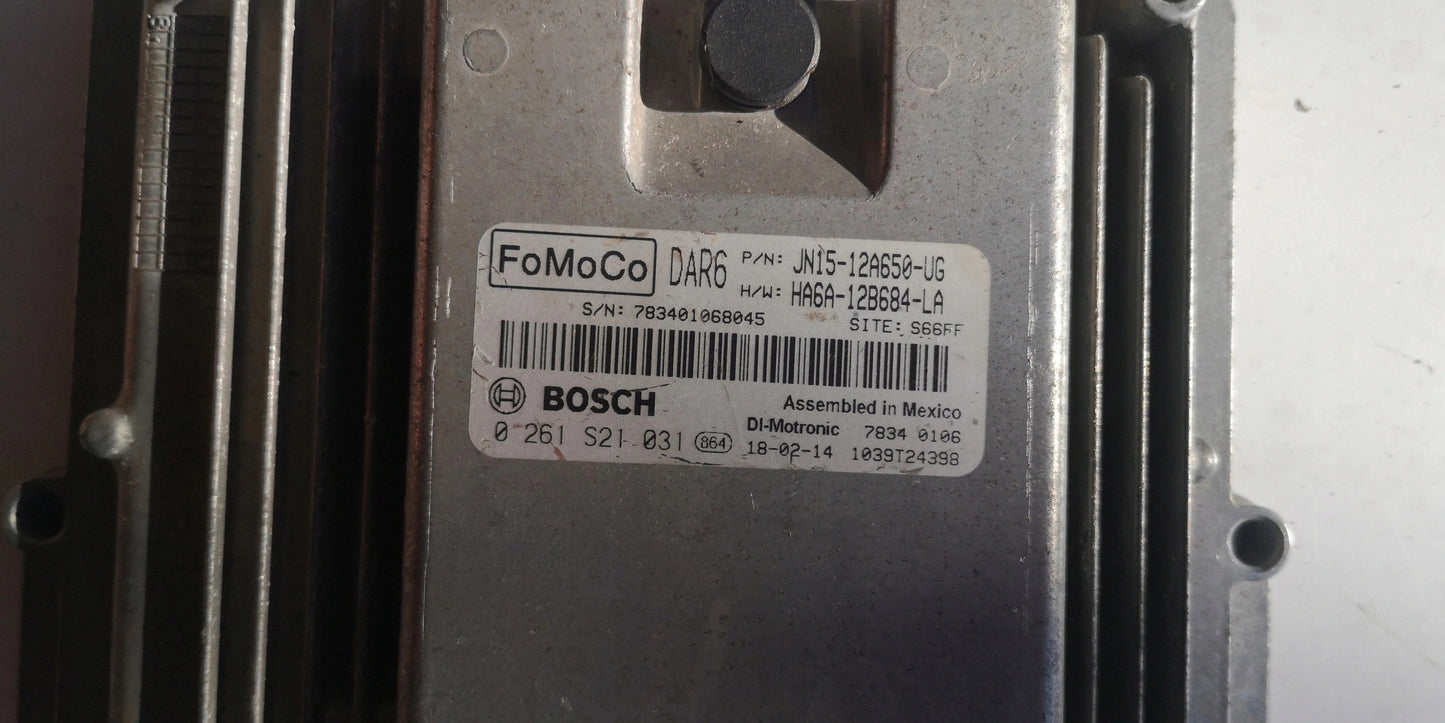 FoMoCo DAR6 P/N: JN15-12A650-UG
H/W: HA6A-12B684-LA
S/N: 783401068045 SITE: S66FF
BOSCH Assembled in Mexico
DI-Motronic 7834 0106
0 261 S21 031 864 18-02-14 1039T24398